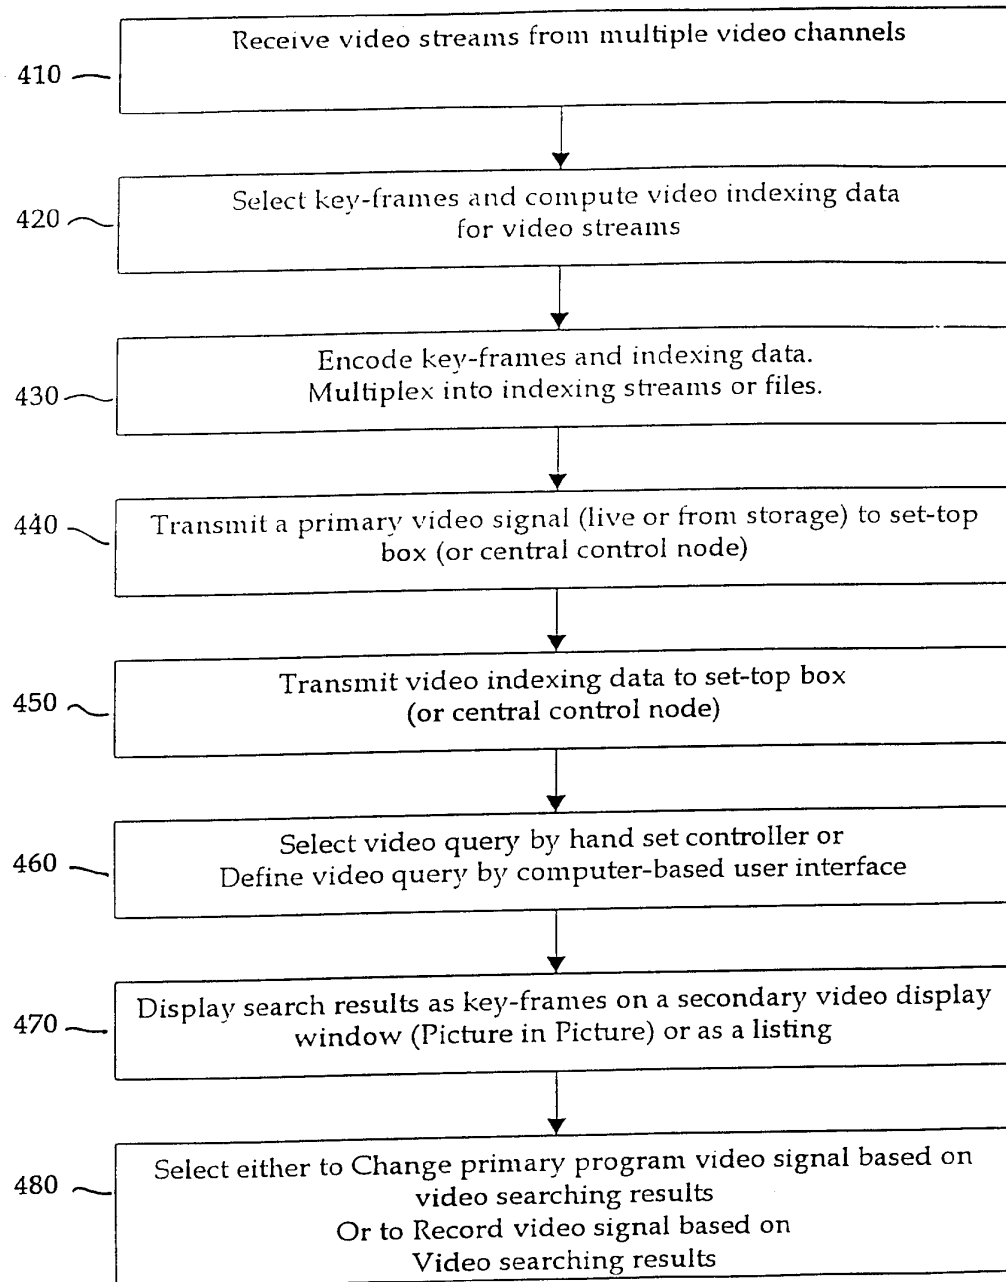 Receive video streams from multiple video channels
410
Select key-frames and compute video indexing data
for video streams
420
Encode key-frames and indexing data.
Multiplex into indexing streams or files.
430
Transmit a primary video signal (live or from storage) to set-top
box (or central control node)
440
Transmit video indexing data to set-top box
(or central control node)
450
Select video query by hand set controller or
Define video query by computer-based user interface
460
Display search results as key-frames on a secondary video display
window (Picture in Picture) or as a listing
470
Select either to Change primary program video signal based on
video searching results
Or to Record video signal based on
Video searching results
480